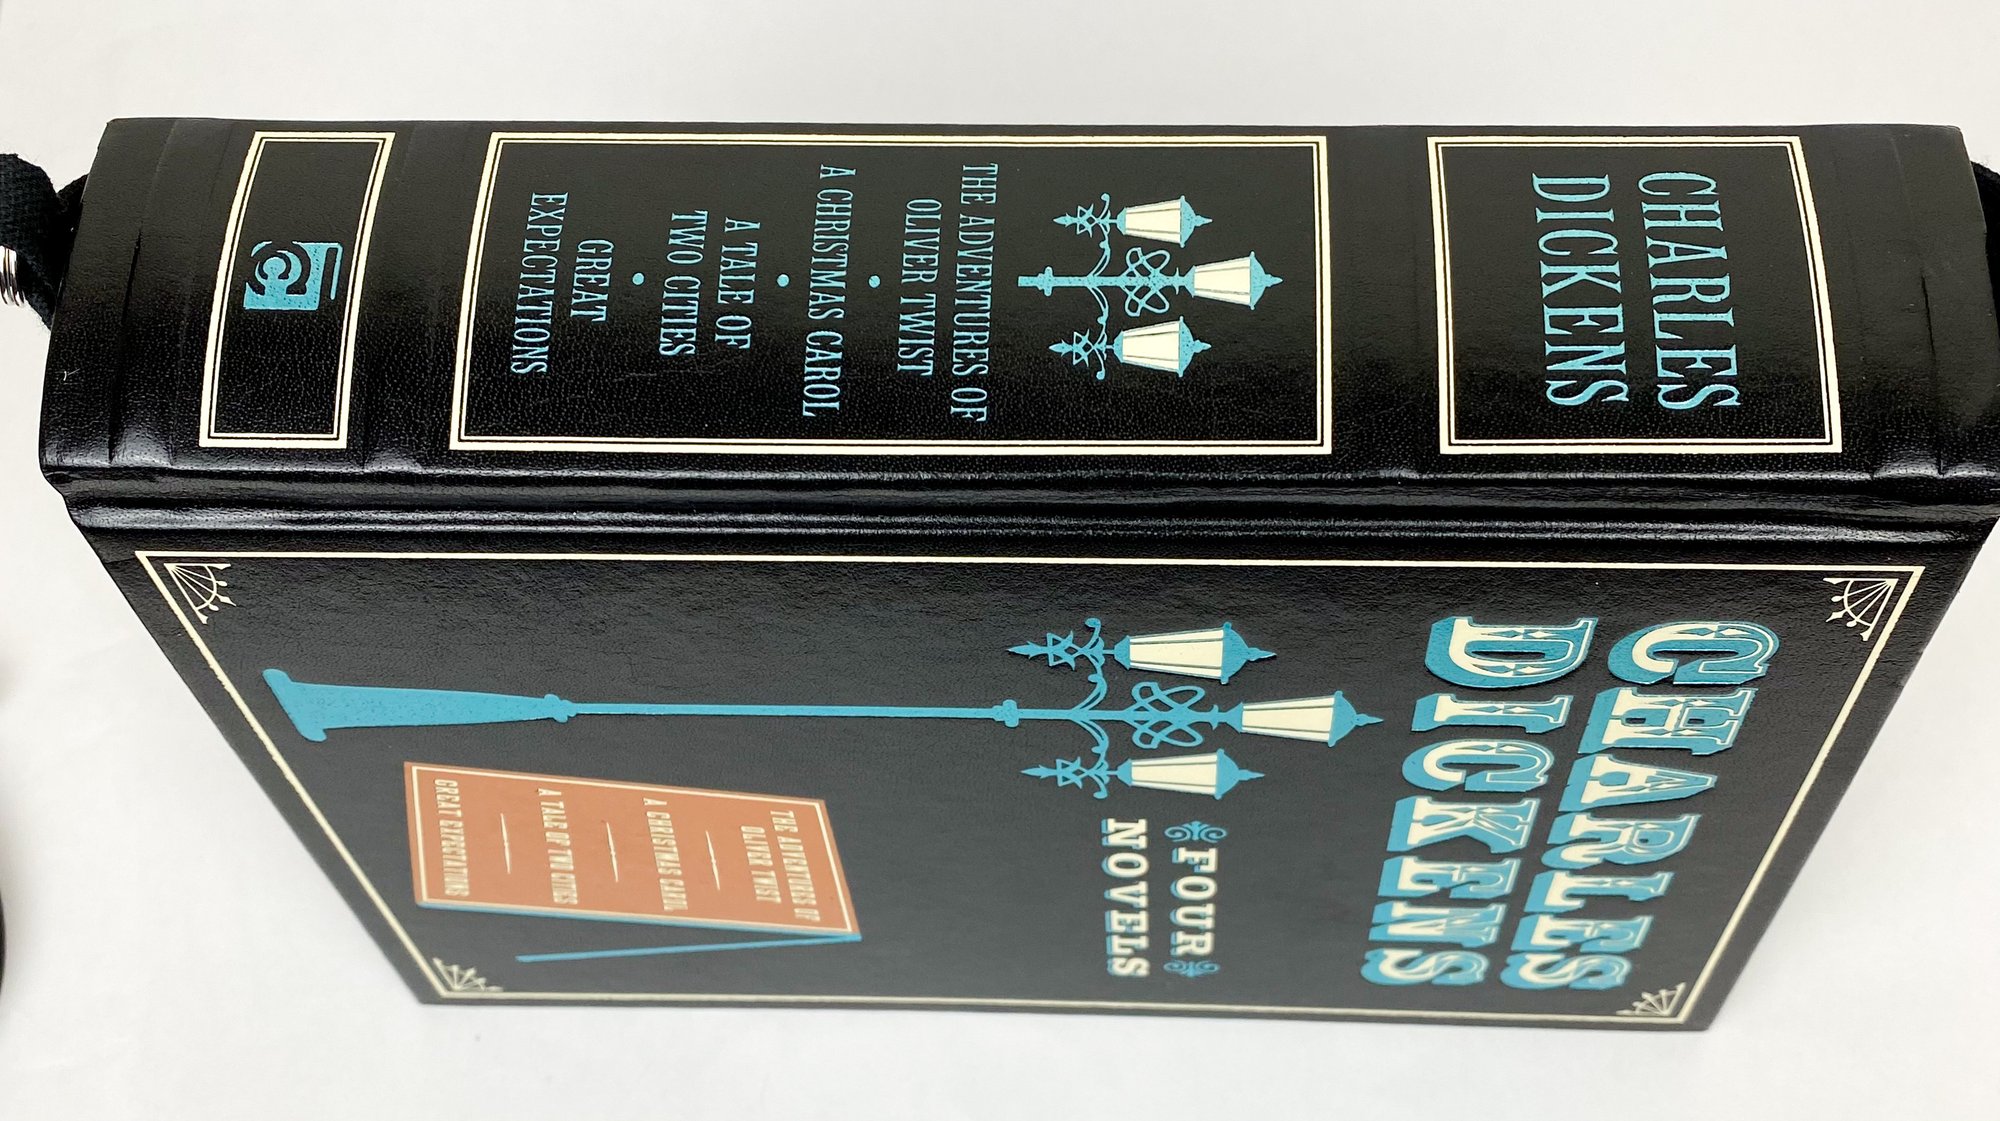 CHARLES
DICKENS
THE ADVENTURES OF
OLIVER TWIST
A CHRISTMAS CAROL
A TALE OF
TWO CITIES
GREAT
EXPECTATIONS
CHARLES
DICKENS
FOUR
NOVELS
THE ADVENTURES OF
OLIVER TWIST
A CHRISTMAS CAROL
A TALE OF TWO CITIES
GREAT EXPECTATIONS